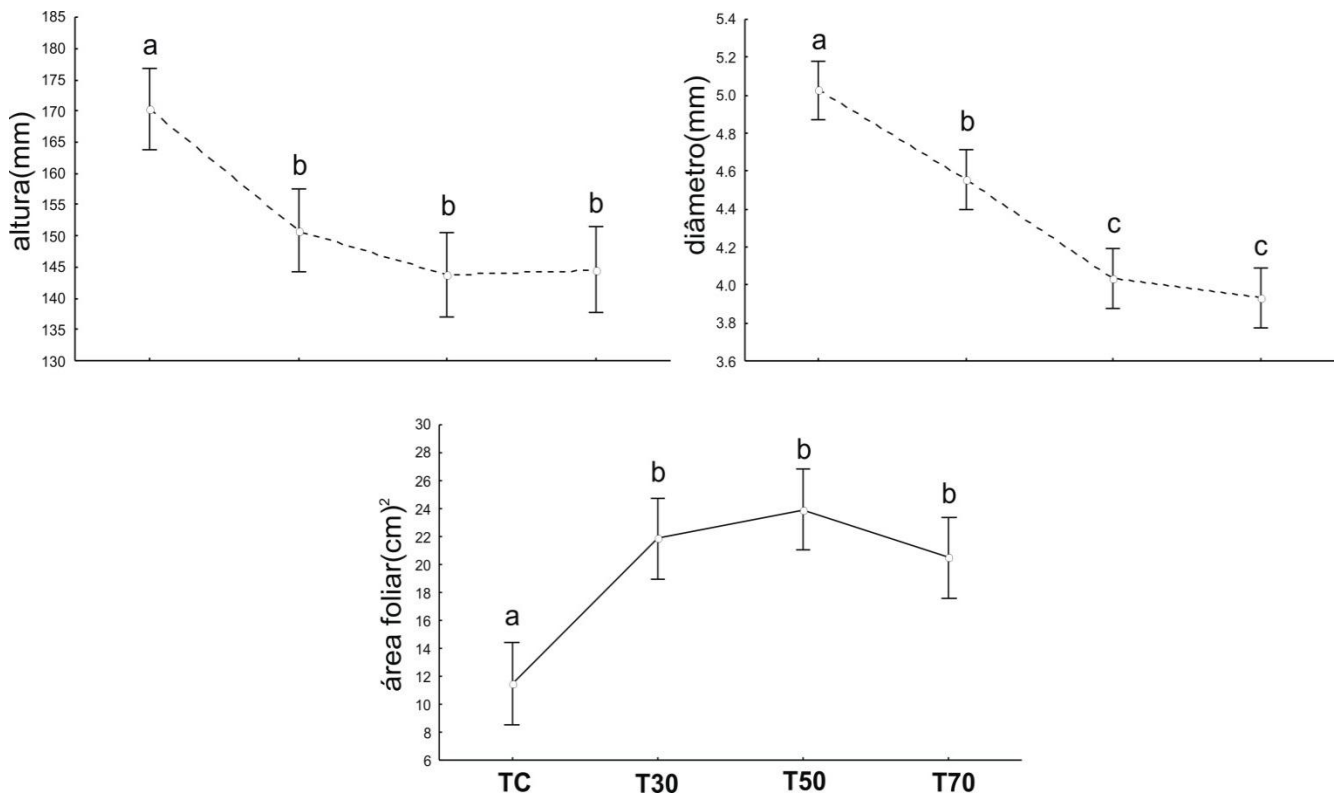 altura(mm)
185
180
175
170
165
160
155
150
145
140
135
130
a
b
b
b
diâmetro(mm)
5.4
5.2
5.0
4.8
4.6
4.4
4.2
4.0
3.8
3.6
a
b
c
c
área foliar(cm)²
30
28
26
24
22
20
18
16
14
12
10
8
6
a
b
b
b
TC T30 T50 T70